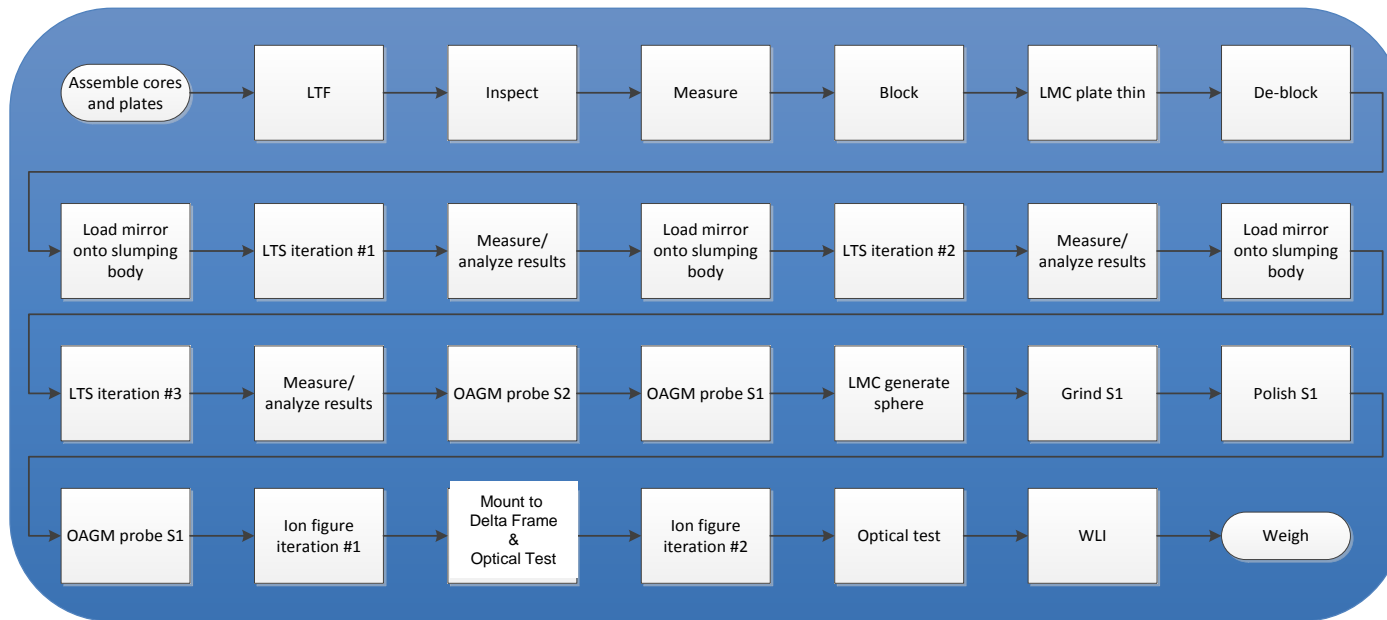 Assemble cores
and plates
LTF
Inspect
Measure
Block
LMC plate thin
De-block
Load mirror
onto slumping
body
LTS iteration #1
Measure/
analyze results
Load mirror
onto slumping
body
LTS iteration #2
Measure/
analyze results
Load mirror
onto slumping
body
LTS iteration #3
Measure/
analyze results
OAGM probe S2
OAGM probe S1
LMC generate
sphere
Grind S1
Polish S1
OAGM probe S1
Ion figure
iteration #1
Mount to
Delta Frame
&
Optical Test
Ion figure
iteration #2
Optical test
WLI
Weigh